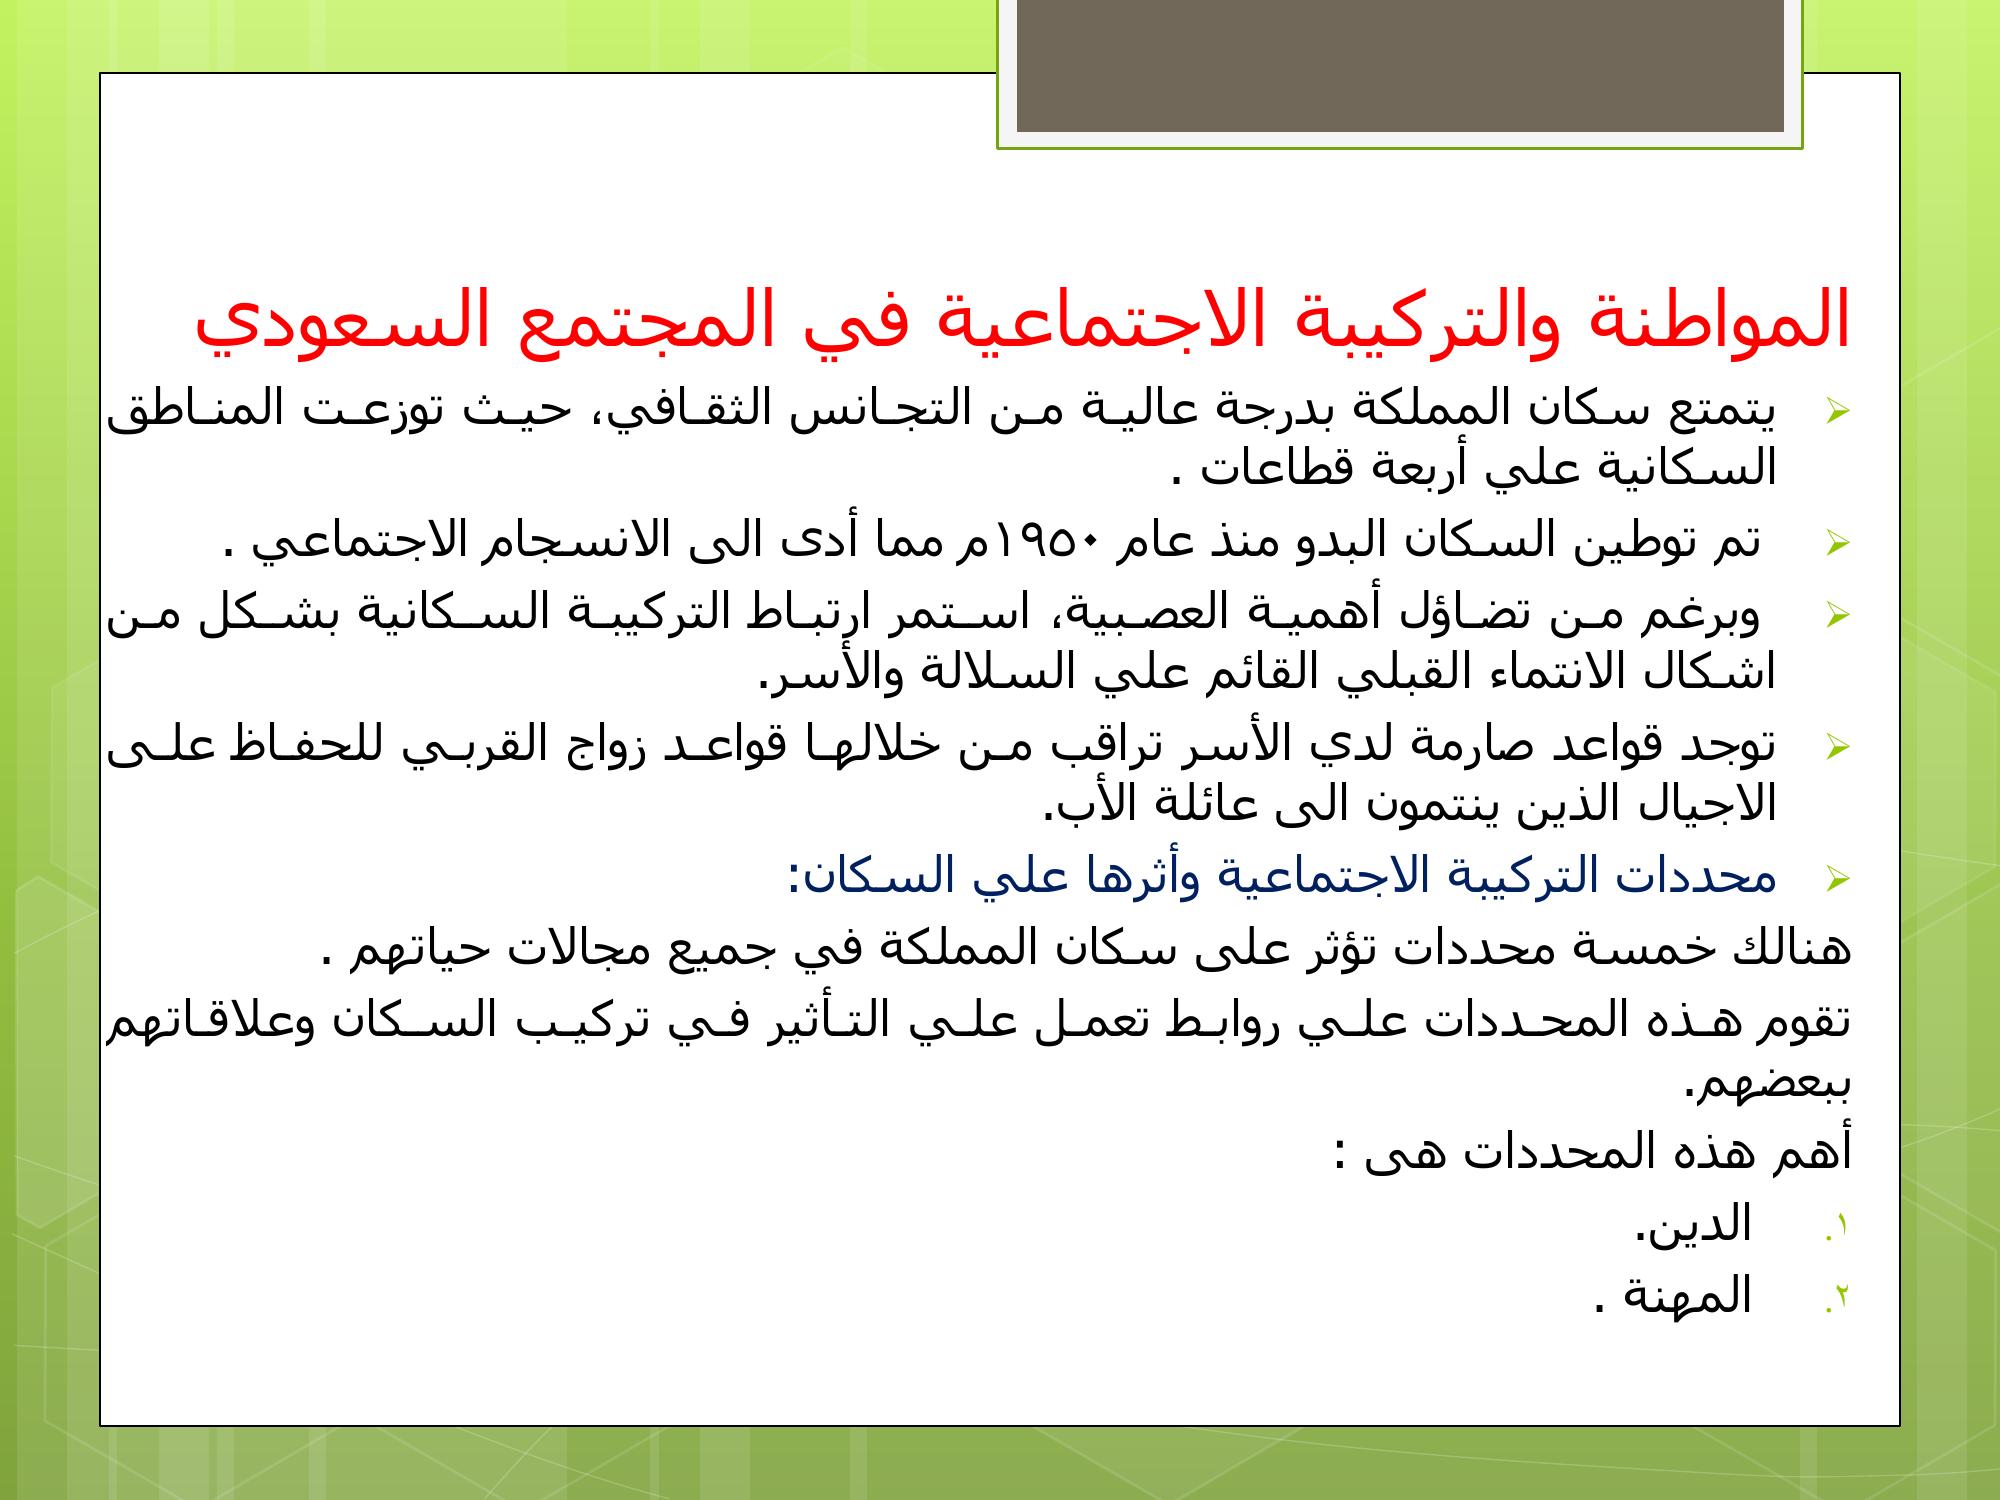 المواطنة والتركيبة الاجتماعية في المجتمع السعودي
يتمتع سكان المملكة بدرجة عالية من التجانس الثقافي، حيث توزعت المناطق
السكانية علي أربعة قطاعات .
تم توطين السكان البدو منذ عام ١٩٥٠م مما أدى الى الانسجام الاجتماعي .
وبرغم من تضاؤل أهمية العصبية، استمر ارتباط التركيبة السكانية بشكل من
اشكال الانتماء القبلي القائم علي السلالة والأسر.
توجد قواعد صارمة لدي الأسر تراقب من خلالها قواعد زواج القربي للحفاظ على
الاجيال الذين ينتمون الى عائلة الأب.
محددات التركيبة الاجتماعية وأثرها علي السكان:
هنالك خمسة محددات تؤثر على سكان المملكة في جميع مجالات حياتهم .
تقوم هذه المحددات علي روابط تعمل علي التأثير في تركيب السكان وعلاقاتهم
ببعضهم.
أهم هذه المحددات هى :
١. الدين.
٢. المهنة .